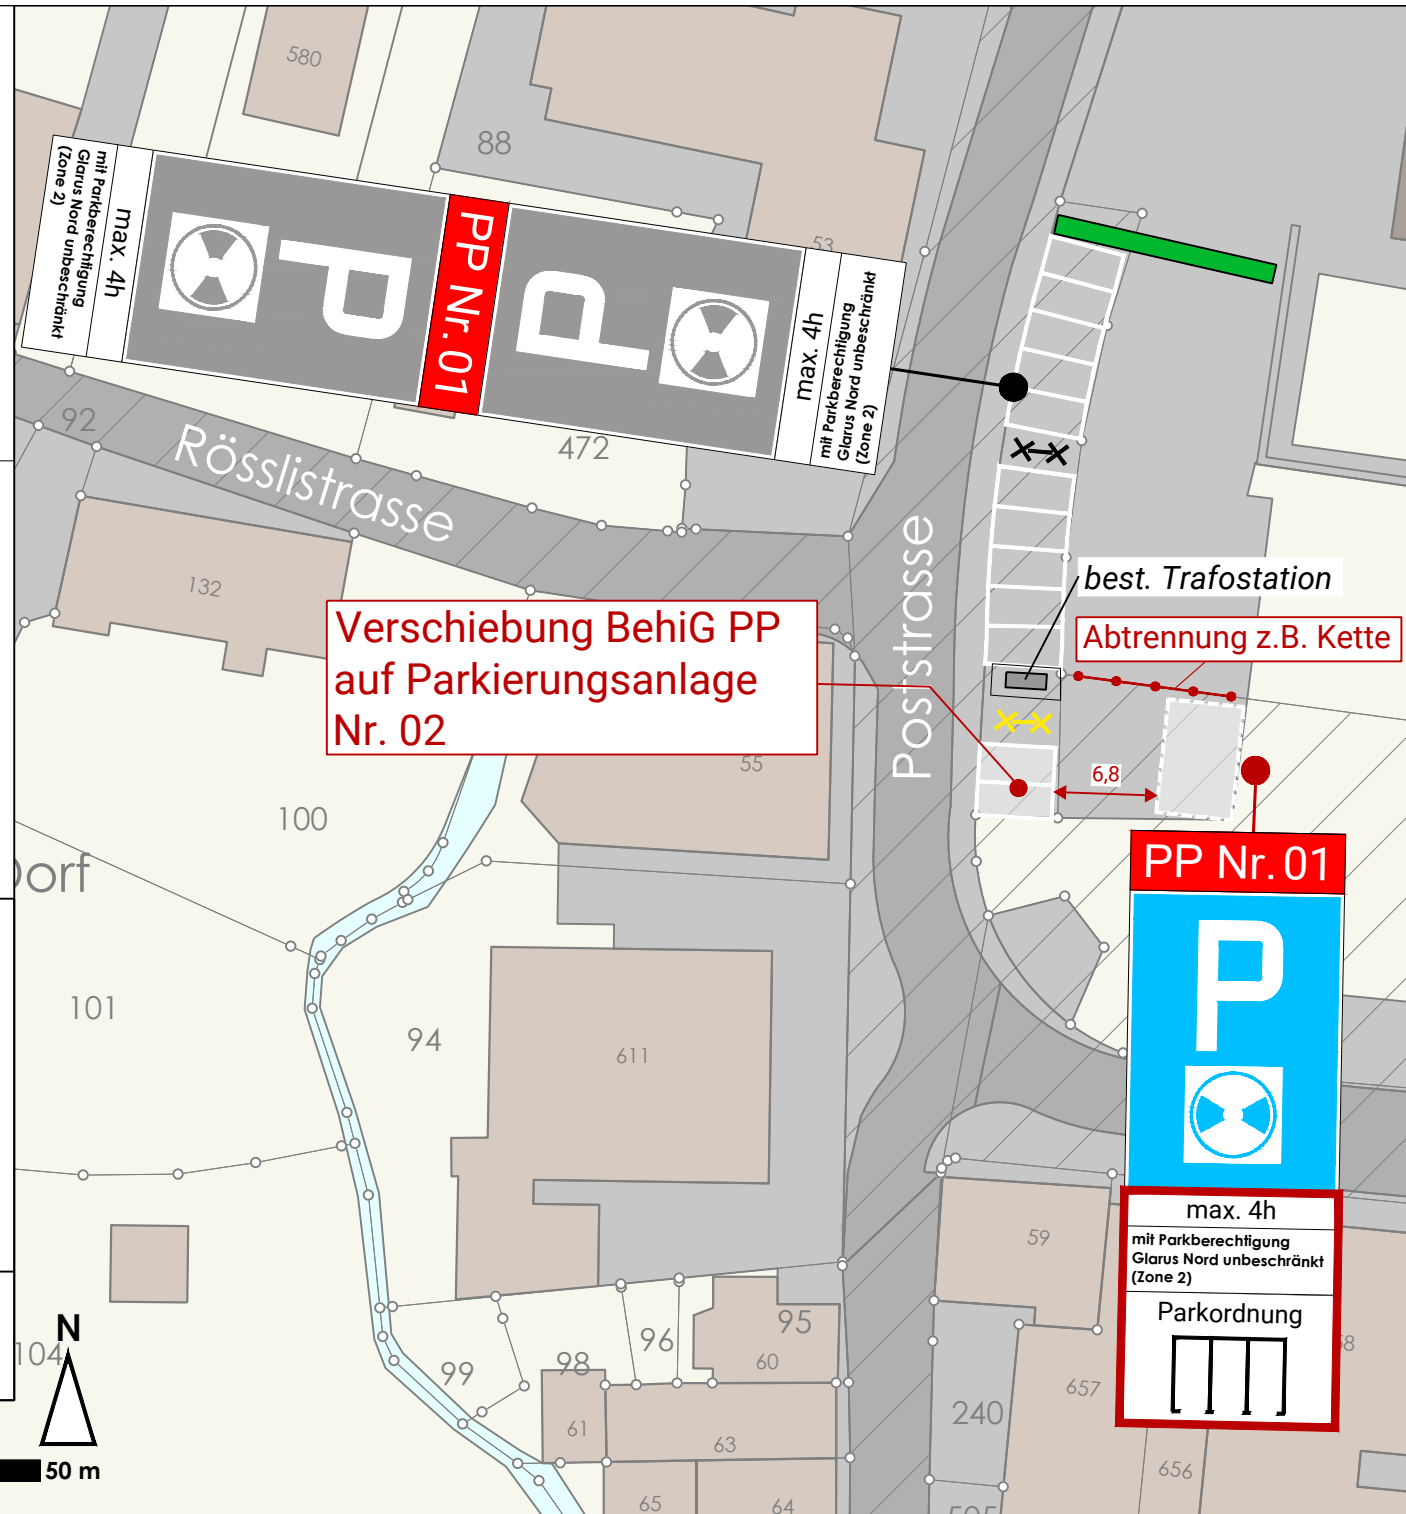 580
88
53
mit Parkberechtigung
Glarus Nord unbeschränkt
(Zone 2)
max. 4h
P
PP Nr. 01
P
max. 4h
mit Parkberechtigung
Glarus Nord unbeschränkt
(Zone 2)
92
Rösslistrasse
472
132
Poststrasse
best. Trafostation
Abtrennung z.B. Kette
Verschiebung BehiG PP
auf Parkierungsanlage
Nr. 02
55
6,8
100
orf
PP Nr. 01
P
101
94
611
max. 4h
mit Parkberechtigung
Glarus Nord unbeschränkt
(Zone 2)
Parkordnung
59
N
104
99
98
96
95
60
58
657
240
61
63
656
50 m
65
64
595